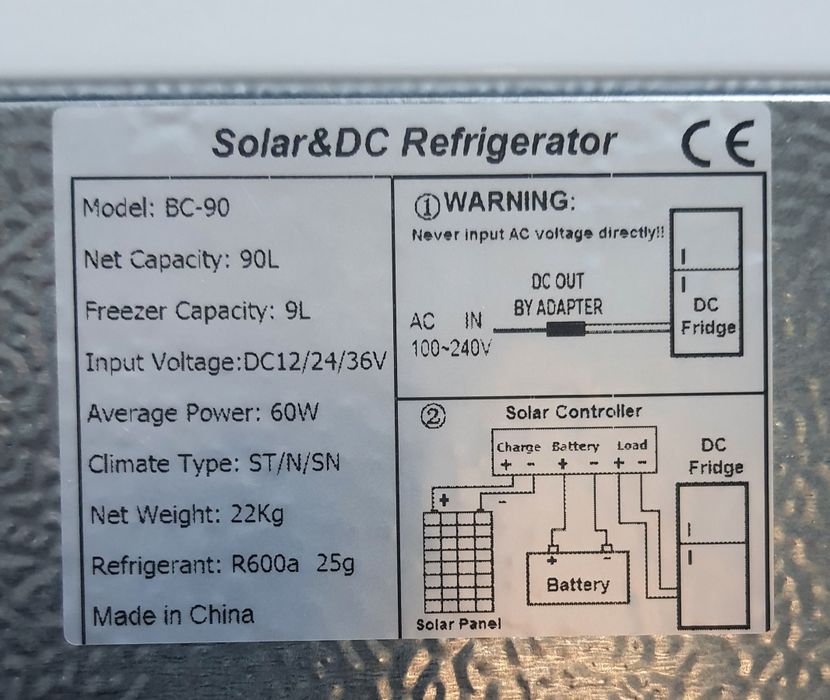 Solar&DC Refrigerator CE
Model: BC-90
Net Capacity: 90L
Freezer Capacity: 9L
Input Voltage:DC12/24/36V
Average Power: 60W
Climate Type: ST/N/SN
Net Weight: 22Kg
Refrigerant: R600a 25g
Made in China
① WARNING:
Never input AC voltage directly!!
DC OUT
BY ADAPTER
AC IN
100~240V
DC
Fridge
②
Solar Controller
Charge Battery Load
+ - + - + -
DC
Fridge
+ -
+ -
Battery
Solar Panel